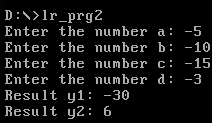 D:\>lr_prg2
Enter the number a: -5
Enter the number b: -10
Enter the number c: -15
Enter the number d: -3
Result y1: -30
Result y2: 6